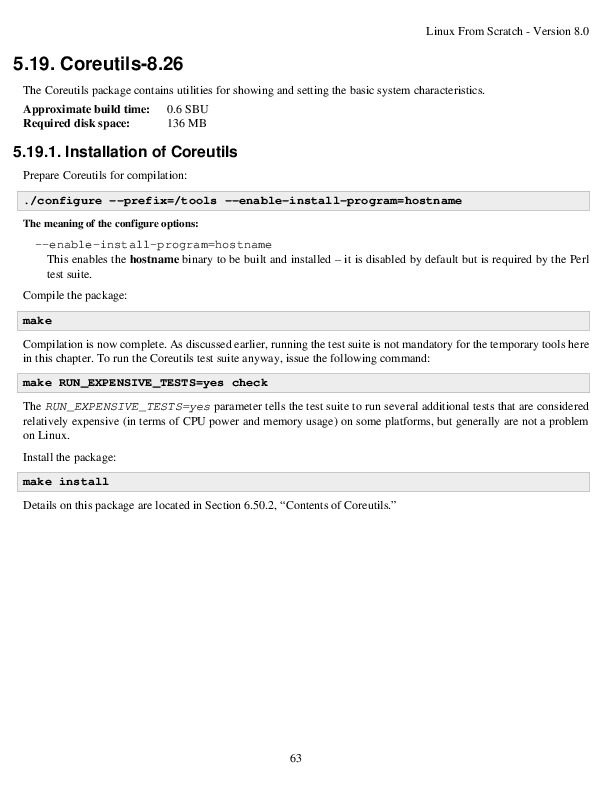 Linux From Scratch - Version 8.0
5.19. Coreutils-8.26
The Coreutils package contains utilities for showing and setting the basic system characteristics.
Approximate build time: 0.6 SBU
Required disk space: 136 MB
5.19.1. Installation of Coreutils
Prepare Coreutils for compilation:
./configure --prefix=/tools --enable-install-program=hostname
The meaning of the configure options:
--enable-install-program=hostname
This enables the hostname binary to be built and installed – it is disabled by default but is required by the Perl
test suite.
Compile the package:
make
Compilation is now complete. As discussed earlier, running the test suite is not mandatory for the temporary tools here
in this chapter. To run the Coreutils test suite anyway, issue the following command:
make RUN_EXPENSIVE_TESTS=yes check
The RUN_EXPENSIVE_TESTS=yes parameter tells the test suite to run several additional tests that are considered
relatively expensive (in terms of CPU power and memory usage) on some platforms, but generally are not a problem
on Linux.
Install the package:
make install
Details on this package are located in Section 6.50.2, “Contents of Coreutils.”
63